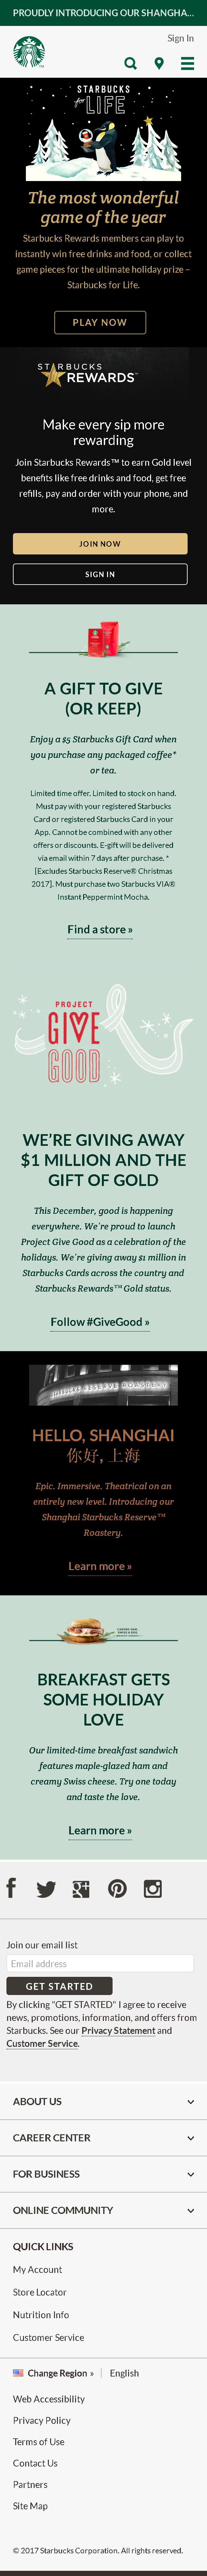 PROUDLY INTRODUCING OUR SHANGHA...
Sign In
STARBUCKS
for
LIFE
The most wonderful
game of the year
Starbucks Rewards members can play to
instantly win free drinks and food, or collect
game pieces for the ultimate holiday prize –
Starbucks for Life.
PLAY NOW
STARBUCKS
REWARDS™
Make every sip more
rewarding
Join Starbucks Rewards™ to earn Gold level
benefits like free drinks and food, get free
refills, pay and order with your phone, and
more.
JOIN NOW
SIGN IN
A GIFT TO GIVE
(OR KEEP)
Enjoy a $5 Starbucks Gift Card when
you purchase any packaged coffee*
or tea.
Limited time offer. Limited to stock on hand.
Must pay with your registered Starbucks
Card or registered Starbucks Card in your
App. Cannot be combined with any other
offers or discounts. E-gift will be delivered
via email within 7 days after purchase. *
[Excludes Starbucks Reserve® Christmas
2017]. Must purchase two Starbucks VIA®
Instant Peppermint Mocha.
Find a store »
PROJECT
GIVE
GOOD
WE’RE GIVING AWAY
$1 MILLION AND THE
GIFT OF GOLD
This December, good is happening
everywhere. We’re proud to launch
Project Give Good as a celebration of the
holidays. We’re giving away $1 million in
Starbucks Cards across the country and
Starbucks Rewards™ Gold status.
Follow #GiveGood »
STARBUCKS RESERVE ROASTERY
HELLO, SHANGHAI
你好, 上海
Epic. Immersive. Theatrical on an
entirely new level. Introducing our
Shanghai Starbucks Reserve™
Roastery.
Learn more »
BREAKFAST GETS
SOME HOLIDAY
LOVE
Our limited-time breakfast sandwich
features maple-glazed ham and
creamy Swiss cheese. Try one today
and taste the love.
Learn more »
Join our email list
Email address
GET STARTED
By clicking "GET STARTED" I agree to receive
news, promotions, information, and offers from
Starbucks. See our Privacy Statement and
Customer Service.
ABOUT US
CAREER CENTER
FOR BUSINESS
ONLINE COMMUNITY
QUICK LINKS
My Account
Store Locator
Nutrition Info
Customer Service
Change Region » | English
Web Accessibility
Privacy Policy
Terms of Use
Contact Us
Partners
Site Map
© 2017 Starbucks Corporation. All rights reserved.